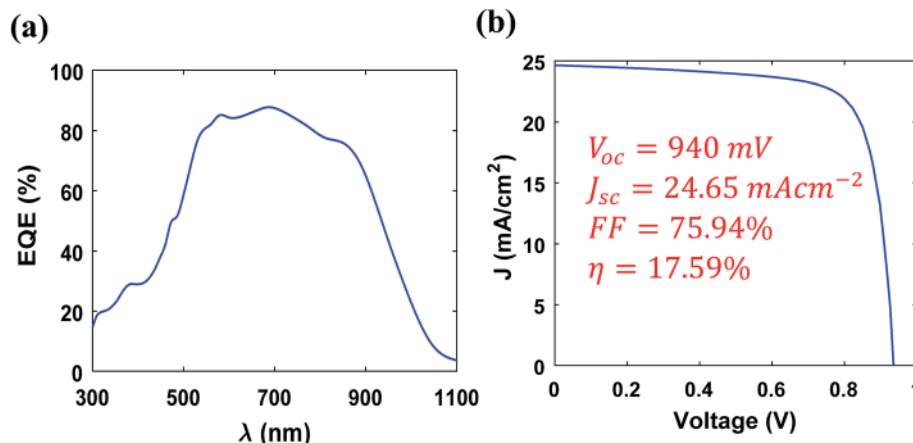 (a)
(b)
100
80
60
40
20
0
EQE (%)
300
500
700
900
1100
λ (nm)
25
20
15
10
5
0
J (mA/cm²)
V_oc = 940 mV
J_sc = 24.65 mAcm⁻²
FF = 75.94%
η = 17.59%
0
0.2
0.4
0.6
0.8
1
Voltage (V)